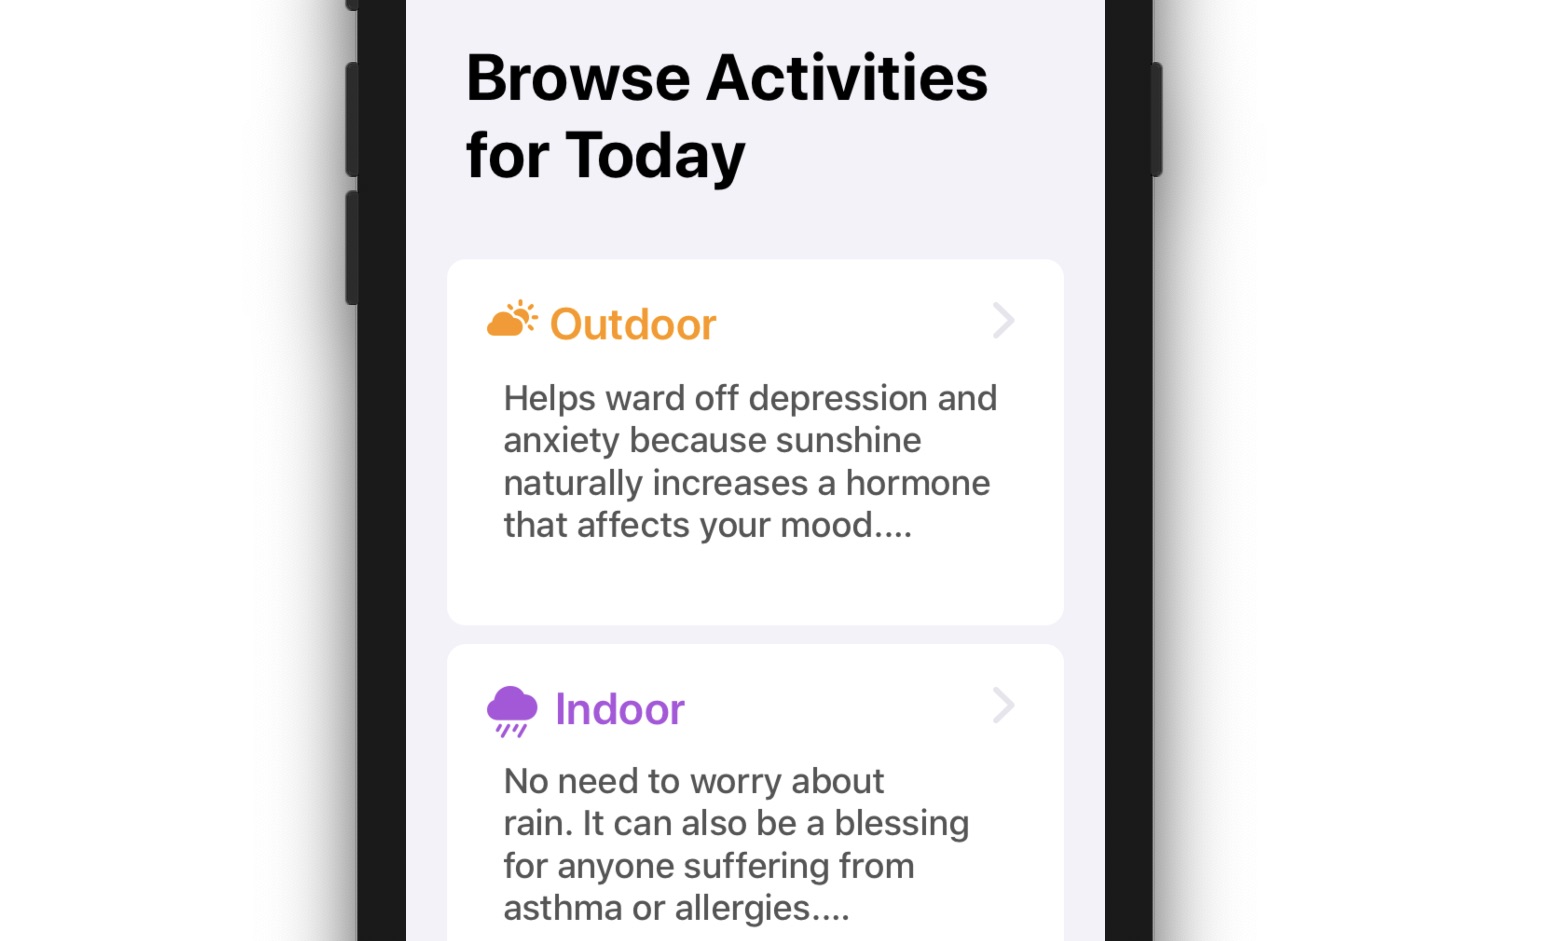 Browse Activities
for Today
Outdoor
Helps ward off depression and
anxiety because sunshine
naturally increases a hormone
that affects your mood....
Indoor
No need to worry about
rain. It can also be a blessing
for anyone suffering from
asthma or allergies....